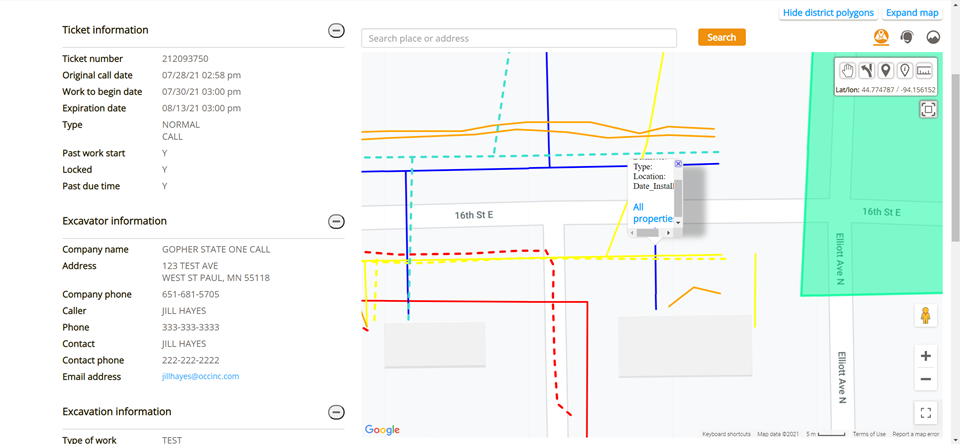 Hide district polygons
Expand map
Ticket information
Search place or address
Search
Ticket number 212093750
Original call date 07/28/21 02:58 pm
Work to begin date 07/30/21 03:00 pm
Expiration date 08/13/21 03:00 pm
Type NORMAL
CALL
Past work start Y
Locked Y
Past due time Y
Excavator information
Company name GOPHER STATE ONE CALL
Address 123 TEST AVE
WEST ST PAUL, MN 55118
Company phone 651-681-5705
Caller JILL HAYES
Phone 333-333-3333
Contact JILL HAYES
Contact phone 222-222-2222
Email address jillhayes@occinc.com
Excavation information
Type of work TEST
Lat/lon: 44.774787 / -94.156152
Type:
Location:
Date_Install
All
propertie
16th St E
16th St E
Elliott Ave N
Elliott Ave N
Google
Keyboard shortcuts
Map data ©2021
5 m
Terms of Use
Report a map error